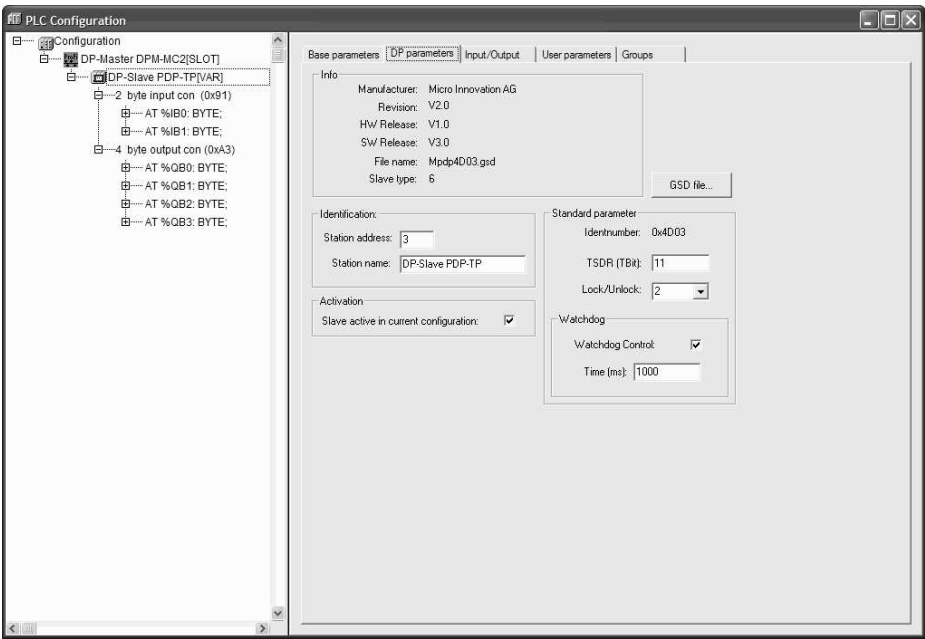 PLC Configuration
Configuration
DP-Master DPM-MC2[SLOT]
DP-Slave PDP-TP[VAR]
2 byte input con (0x91)
AT %IB0: BYTE;
AT %IB1: BYTE;
4 byte output con (0xA3)
AT %QB0: BYTE;
AT %QB1: BYTE;
AT %QB2: BYTE;
AT %QB3: BYTE;
Base parameters DP parameters Input/Output User parameters Groups
Info
Manufacturer: Micro Innovation AG
Revision: V2.0
HW Release: V1.0
SW Release: V3.0
File name: Mpdp4D03.gsd
Slave type: 6
GSD file...
Identification:
Station address: 3
Station name: DP-Slave PDP-TP
Activation
Slave active in current configuration:
Standard parameter
Identnumber: 0x4D03
TSDR (TBit): 11
Lock/Unlock: 2
Watchdog
Watchdog Control:
Time (ms): 1000